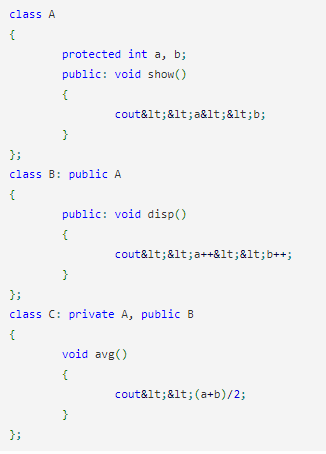 class A
{
protected int a, b;
public: void show()
{
cout&lt;&lt;a&lt;&lt;b;
}
};
class B: public A
{
public: void disp()
{
cout&lt;&lt;a++&lt;&lt;b++;
}
};
class C: private A, public B
{
void avg()
{
cout&lt;&lt;(a+b)/2;
}
};